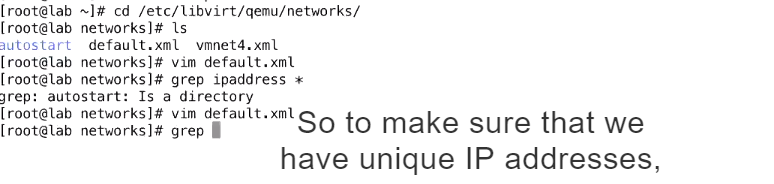 [root@lab ~]# cd /etc/libvirt/qemu/networks/
[root@lab networks]# ls
autostart  default.xml  vmnet4.xml
[root@lab networks]# vim default.xml
[root@lab networks]# grep ipaddress *
grep: autostart: Is a directory
[root@lab networks]# vim default.xml
[root@lab networks]# grep
So to make sure that we
have unique IP addresses,